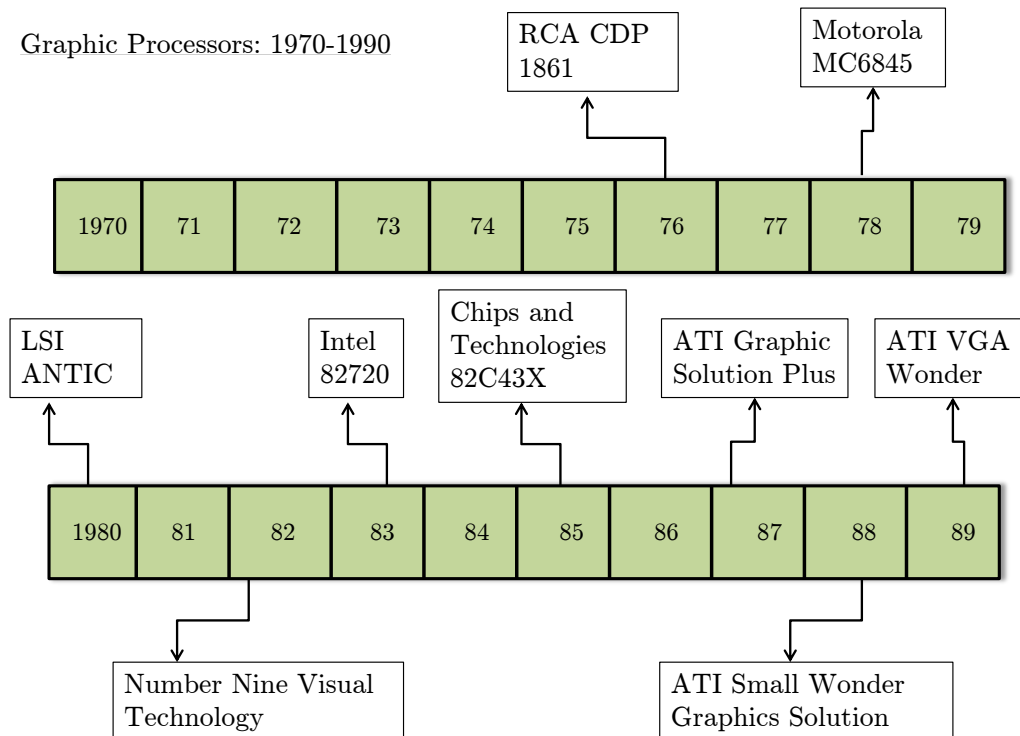 Graphic Processors: 1970-1990
RCA CDP
1861
Motorola
MC6845
1970 71 72 73 74 75 76 77 78 79
LSI
ANTIC
Intel
82720
Chips and
Technologies
82C43X
ATI Graphic
Solution Plus
ATI VGA
Wonder
1980 81 82 83 84 85 86 87 88 89
Number Nine Visual
Technology
ATI Small Wonder
Graphics Solution